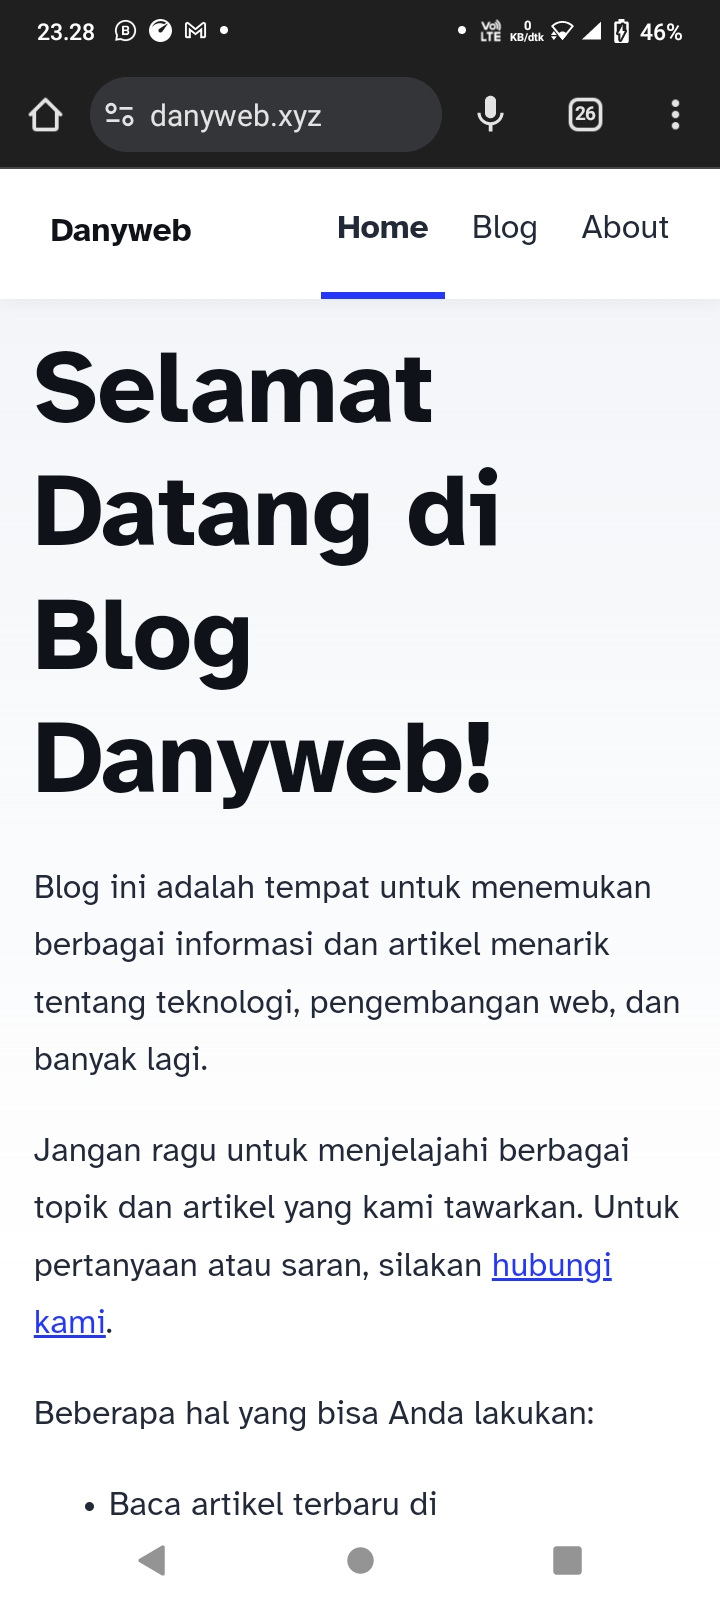 23.28
Vo) LTE
0 KB/dtk
46%
danyweb.xyz
26
Danyweb
Home Blog About
Selamat
Datang di
Blog
Danyweb!
Blog ini adalah tempat untuk menemukan
berbagai informasi dan artikel menarik
tentang teknologi, pengembangan web, dan
banyak lagi.
Jangan ragu untuk menjelajahi berbagai
topik dan artikel yang kami tawarkan. Untuk
pertanyaan atau saran, silakan hubungi
kami.
Beberapa hal yang bisa Anda lakukan:
• Baca artikel terbaru di